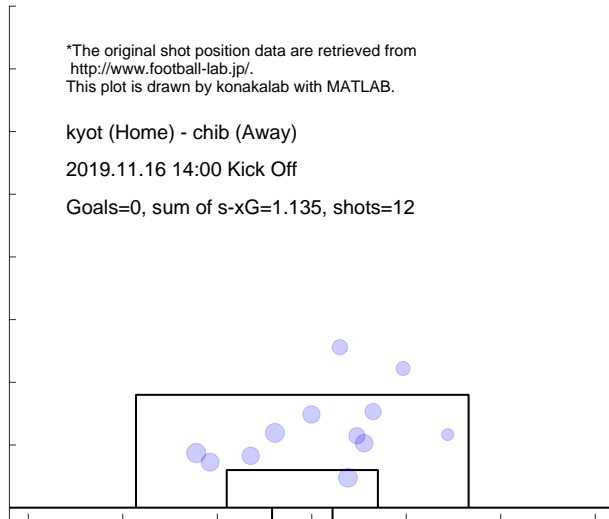 *The original shot position data are retrieved from
http://www.football-lab.jp/.
This plot is drawn by konakalab with MATLAB.
kyot (Home) - chib (Away)
2019.11.16 14:00 Kick Off
Goals=0, sum of s-xG=1.135, shots=12